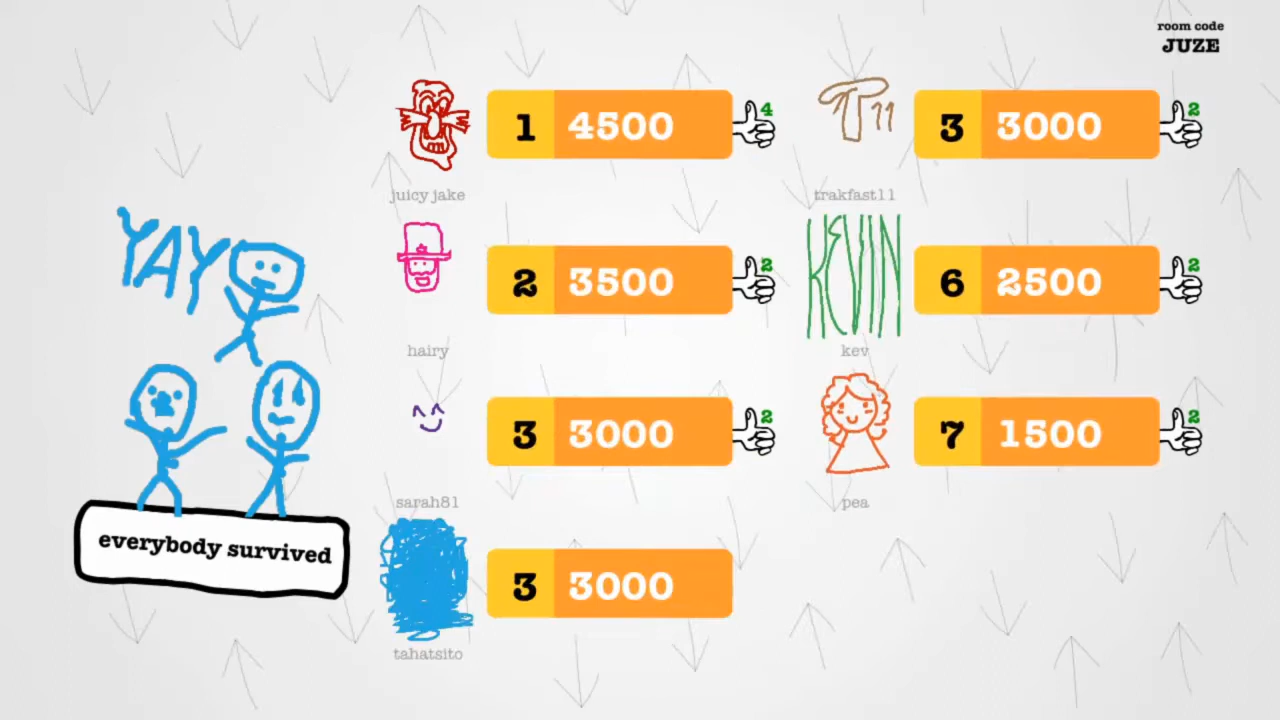 room code
JUZE
YAY
everybody survived
1 4500 4
juicy jake
2 3500 2
hairy
3 3000 2
sarah81
3 3000
tahatsito
T 11
3 3000 2
trakfast11
KEVIN
6 2500 2
kev
7 1500 2
pea